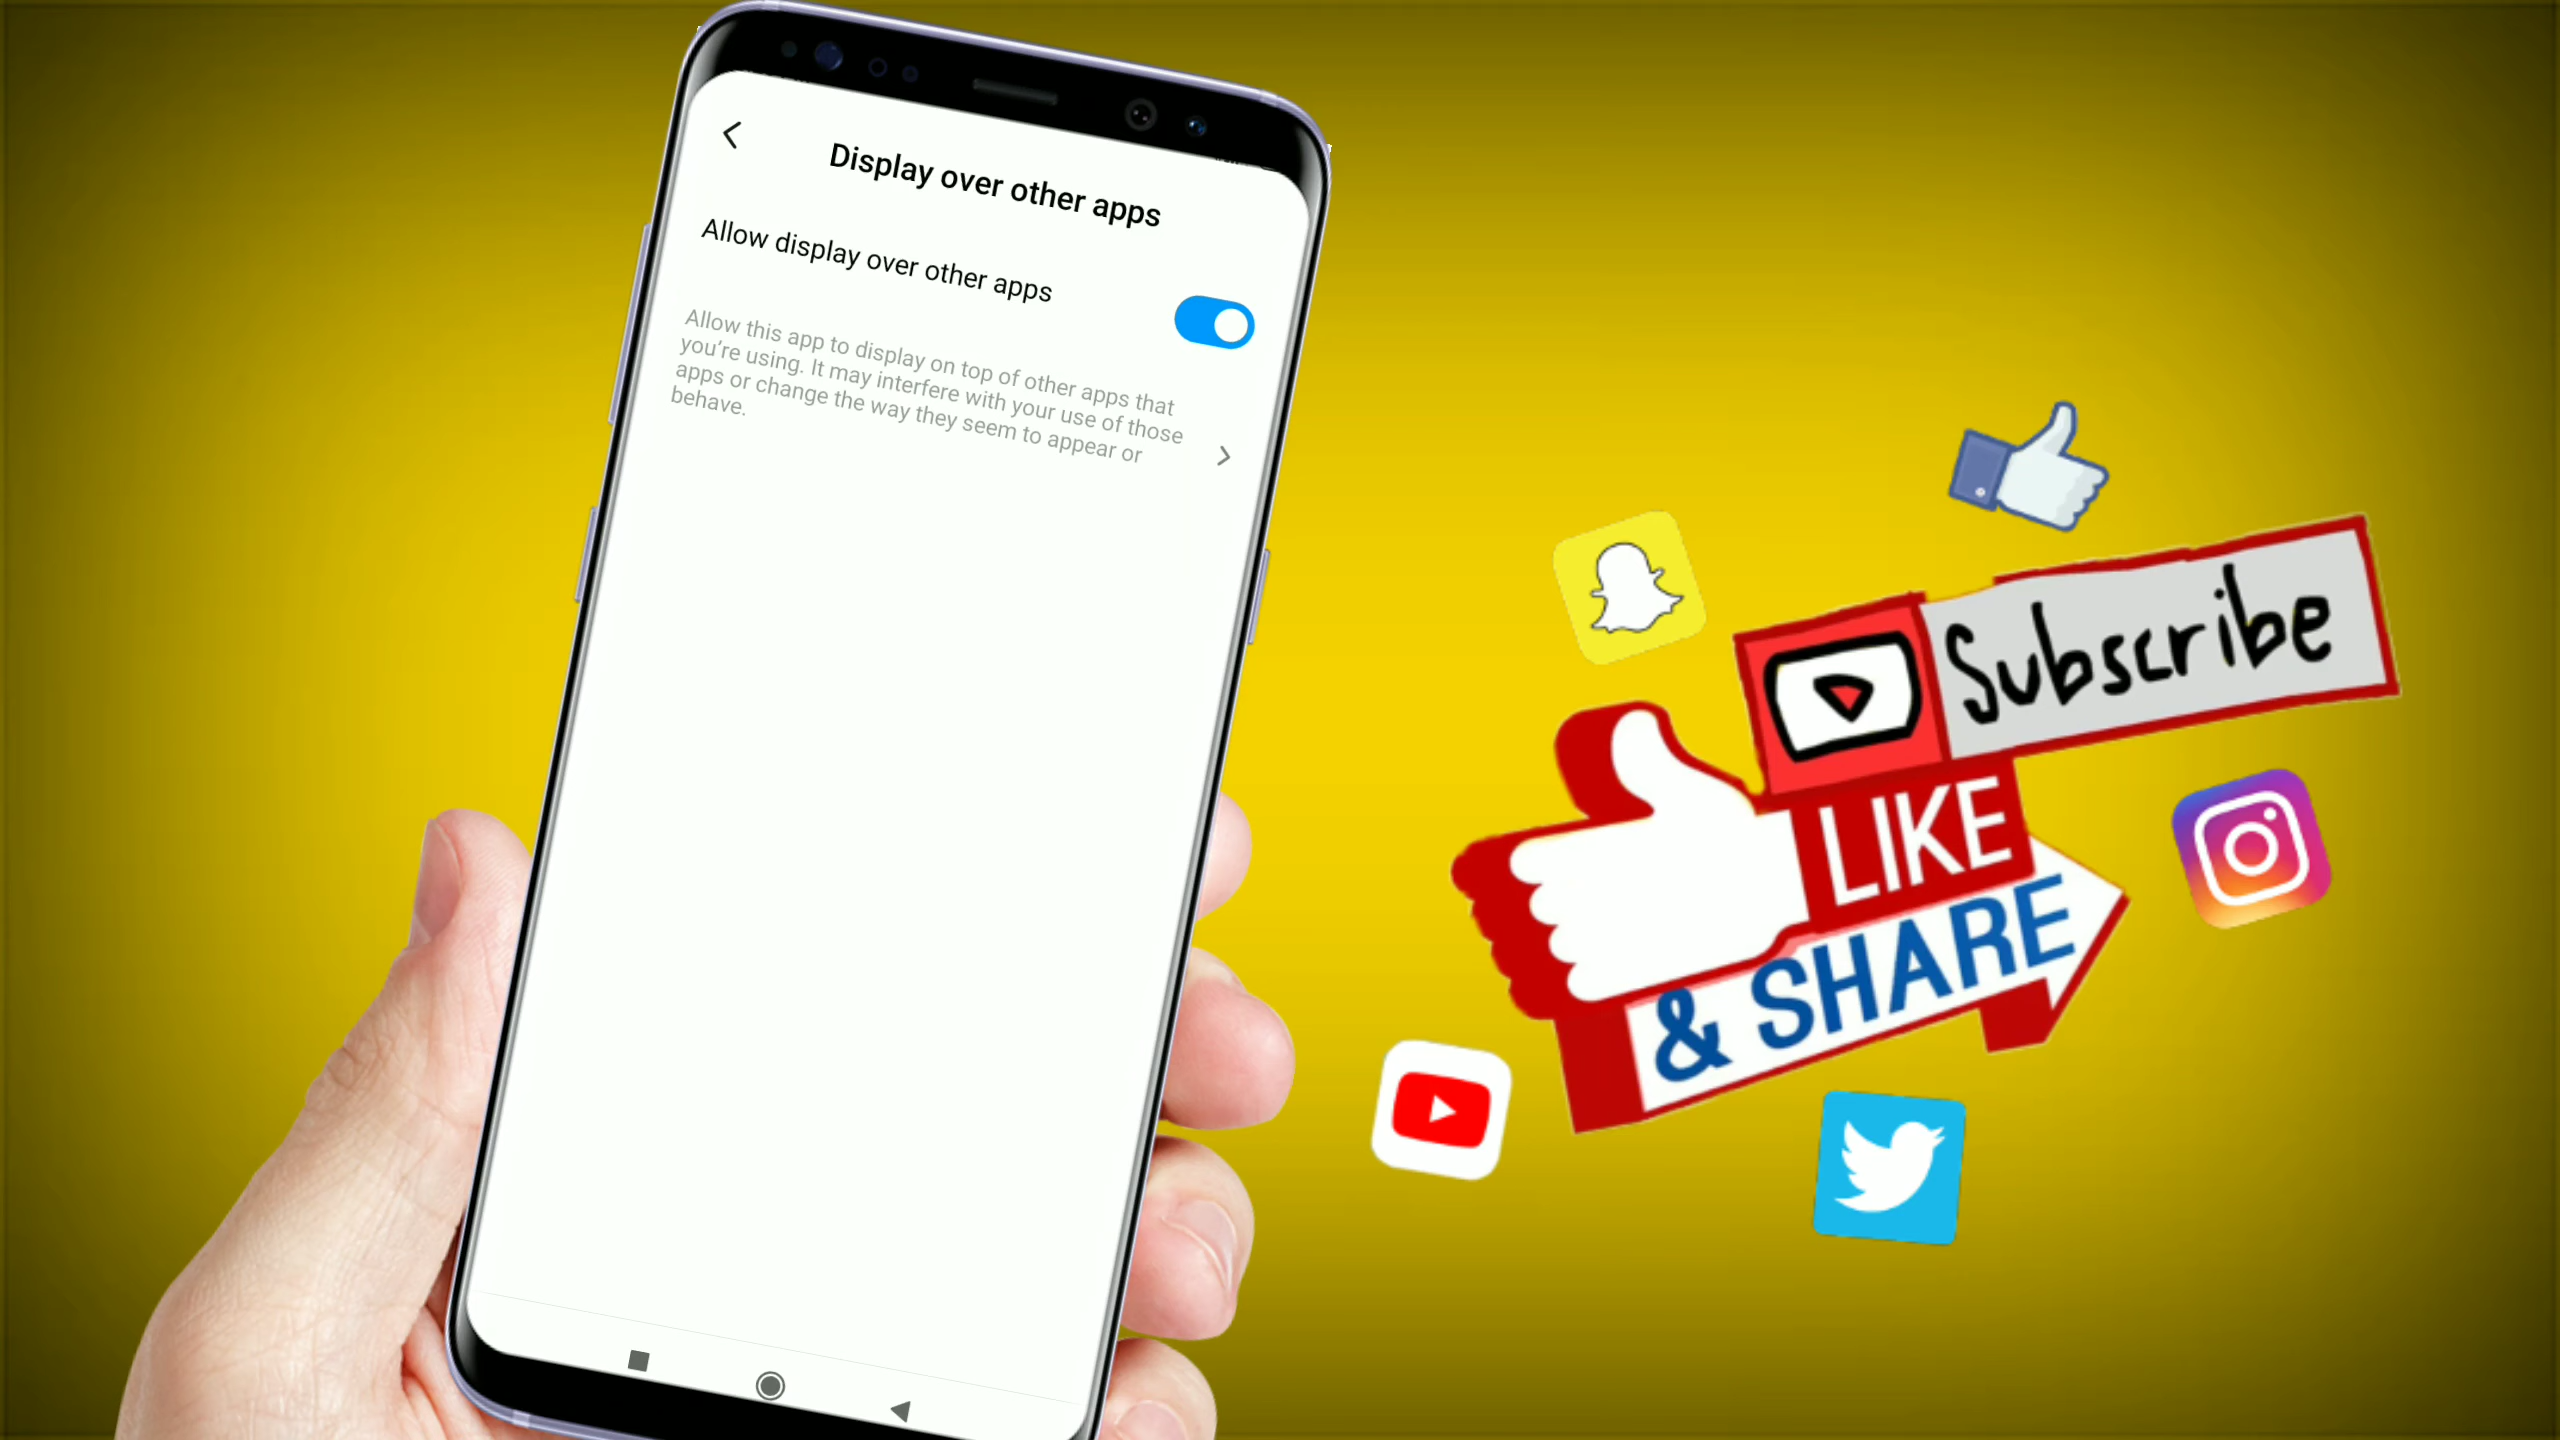 Display over other apps
Allow display over other apps
Allow this app to display on top of other apps that
you’re using. It may interfere with your use of those
apps or change the way they seem to appear or
behave.
Subscribe
LIKE
& SHARE